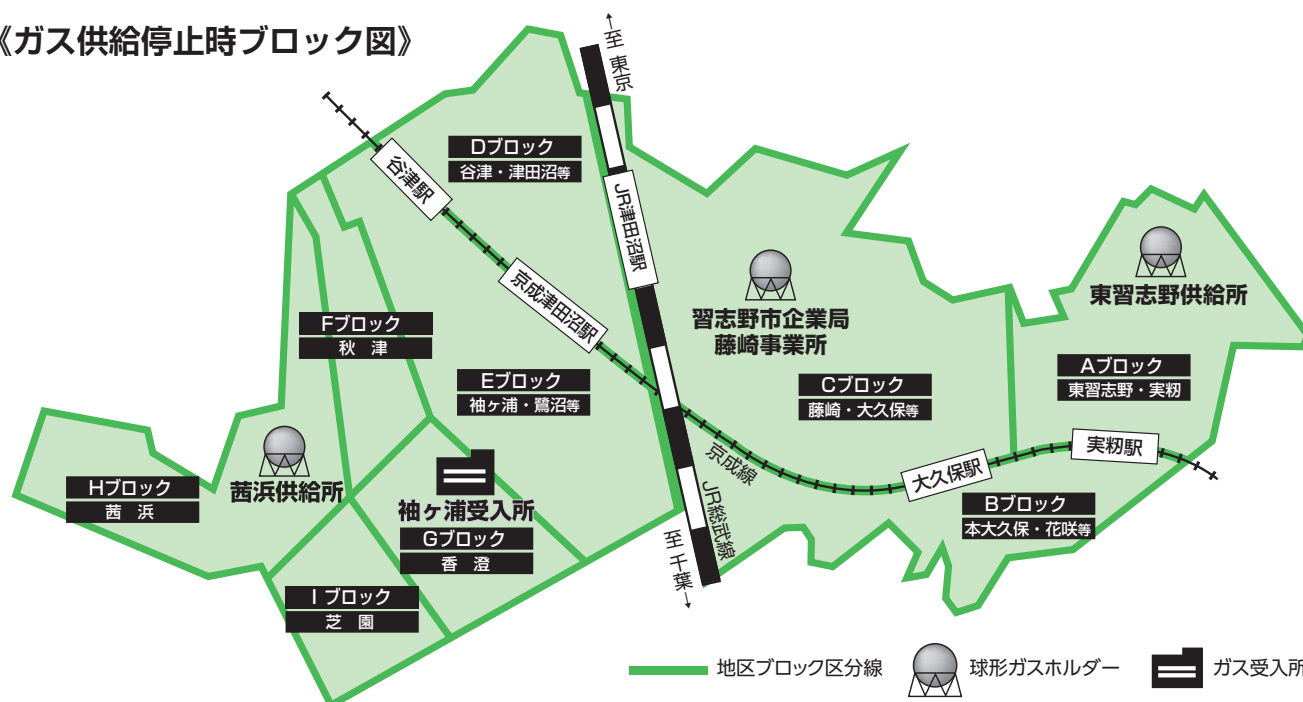 《ガス供給停止時ブロック図》
←至 東京
Dブロック
谷津・津田沼等
谷津駅
JR津田沼駅
京成津田沼駅
東習志野供給所
習志野市企業局
藤崎事業所
Fブロック
秋 津
Eブロック
袖ヶ浦・鷺沼等
Cブロック
藤崎・大久保等
Aブロック
東習志野・実籾
京成線
大久保駅
実籾駅
Hブロック
茜 浜
茜浜供給所
袖ヶ浦受入所
Gブロック
香 澄
JR総武線
Bブロック
本大久保・花咲等
至 千葉→
Iブロック
芝 園
地区ブロック区分線
球形ガスホルダー
ガス受入所